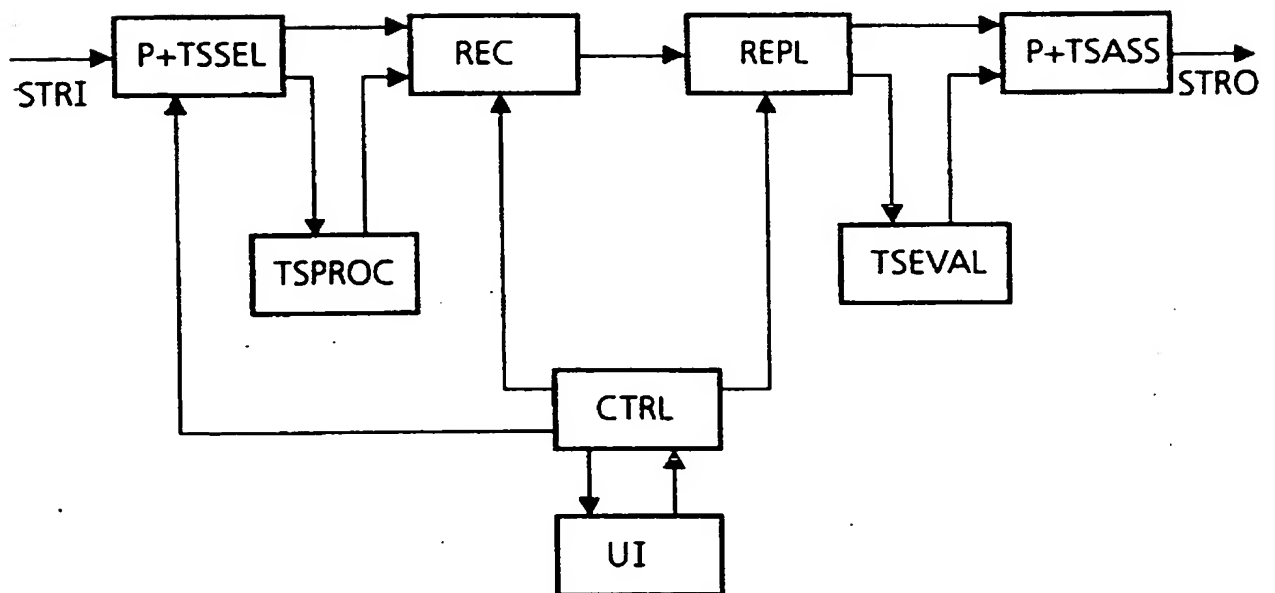 P+TSSEL
REC
REPL
P+TSASS
STRI
STRO
TSPROC
TSEVAL
CTRL
UI